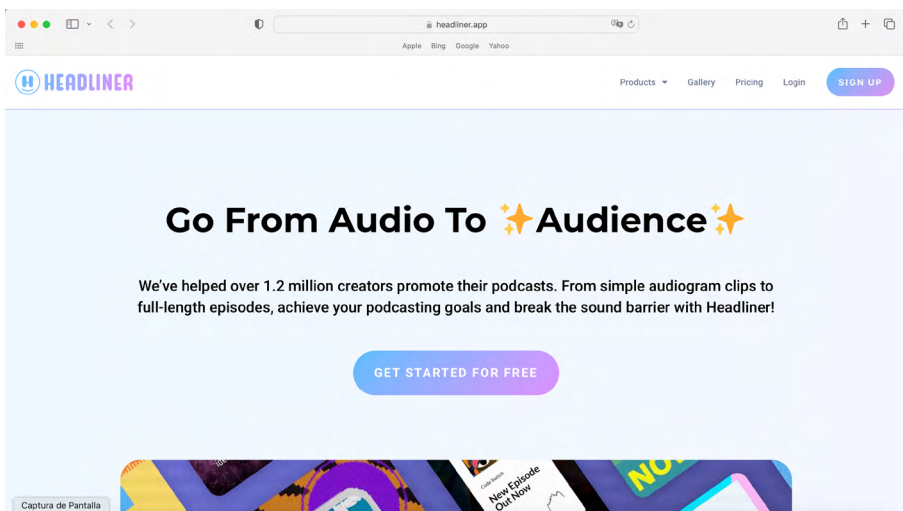 headliner.app
Apple Bing Google Yahoo
HEADLINER
Products Gallery Pricing Login SIGN UP
Go From Audio To ✨Audience✨
We've helped over 1.2 million creators promote their podcasts. From simple audiogram clips to
full-length episodes, achieve your podcasting goals and break the sound barrier with Headliner!
GET STARTED FOR FREE
Code Switch
New Episode
Out Now
NOW
Captura de Pantalla